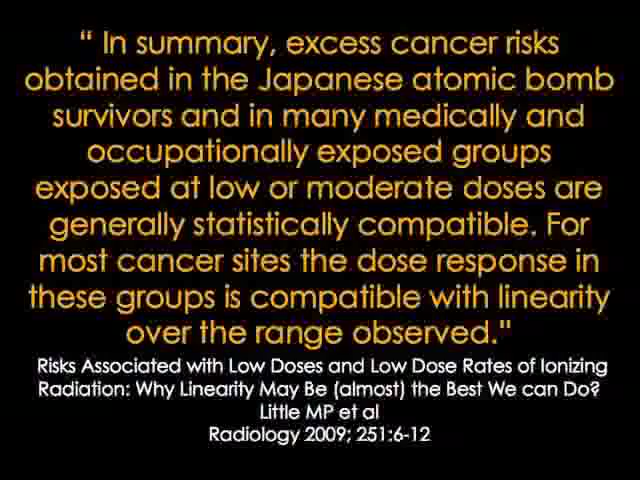 “ In summary, excess cancer risks
obtained in the Japanese atomic bomb
survivors and in many medically and
occupationally exposed groups
exposed at low or moderate doses are
generally statistically compatible. For
most cancer sites the dose response in
these groups is compatible with linearity
over the range observed."
Risks Associated with Low Doses and Low Dose Rates of Ionizing
Radiation: Why Linearity May Be (almost) the Best We can Do?
Little MP et al
Radiology 2009; 251:6-12